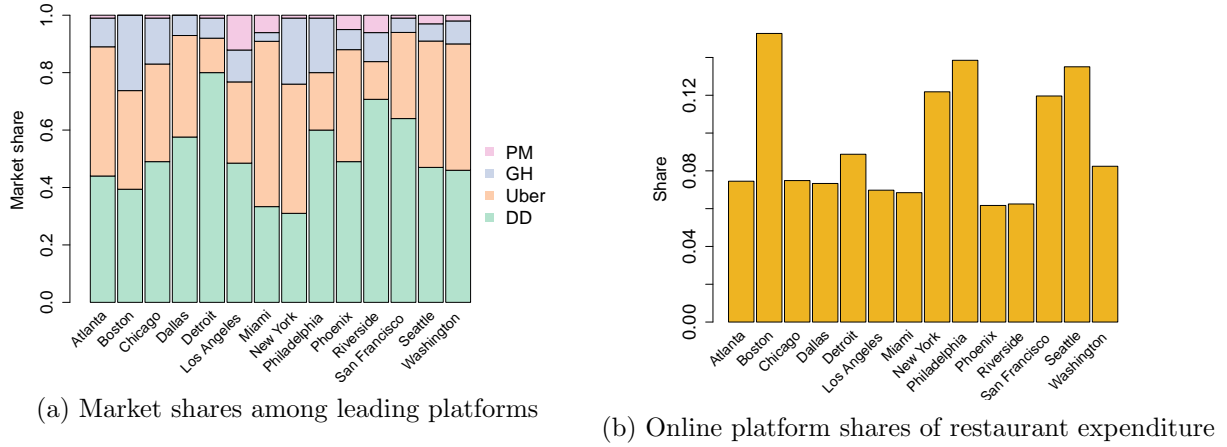 Market share
0.0
0.2
0.4
0.6
0.8
1.0
Atlanta
Boston
Chicago
Dallas
Detroit
Los Angeles
Miami
New York
Philadelphia
Phoenix
Riverside
San Francisco
Seattle
Washington
PM
GH
Uber
DD
(a) Market shares among leading platforms
Share
0.00
0.04
0.08
0.12
Atlanta
Boston
Chicago
Dallas
Detroit
Los Angeles
Miami
New York
Philadelphia
Phoenix
Riverside
San Francisco
Seattle
Washington
(b) Online platform shares of restaurant expenditure